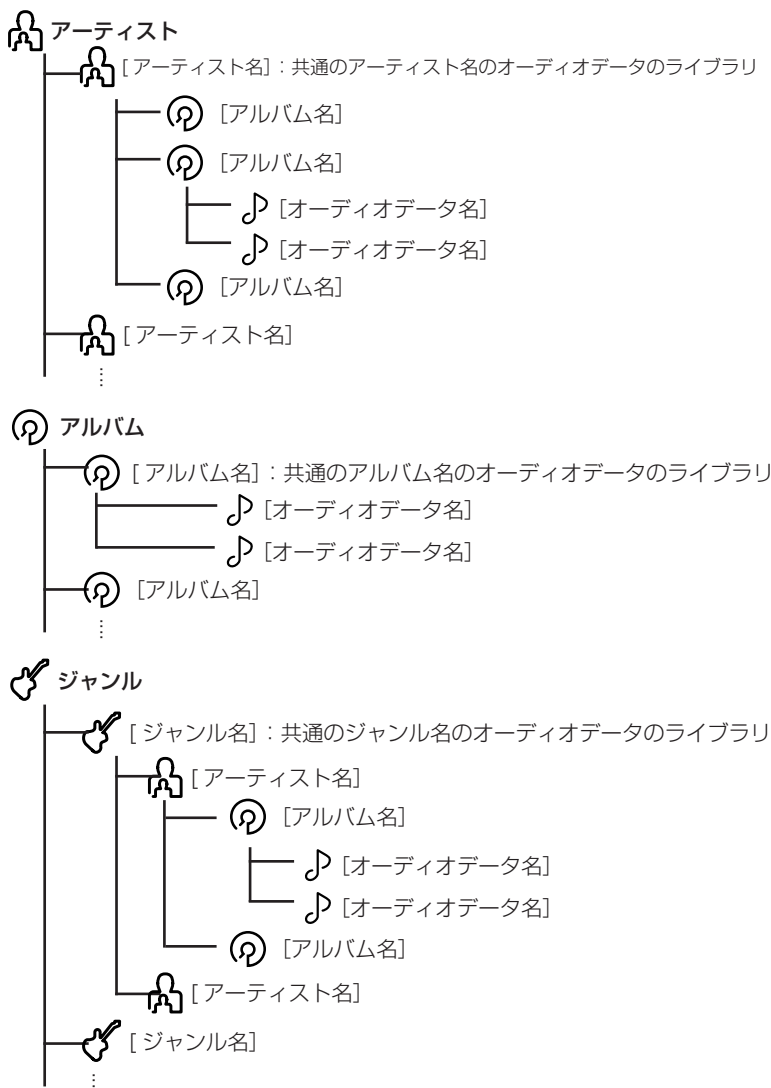 アーティスト
[アーティスト名]：共通のアーティスト名のオーディオデータのライブラリ
[アルバム名]
[アルバム名]
[オーディオデータ名]
[オーディオデータ名]
[アルバム名]
[アーティスト名]
…
アルバム
[アルバム名]：共通のアルバム名のオーディオデータのライブラリ
[オーディオデータ名]
[オーディオデータ名]
[アルバム名]
…
ジャンル
[ジャンル名]：共通のジャンル名のオーディオデータのライブラリ
[アーティスト名]
[アルバム名]
[オーディオデータ名]
[オーディオデータ名]
[アルバム名]
[アーティスト名]
[ジャンル名]
…